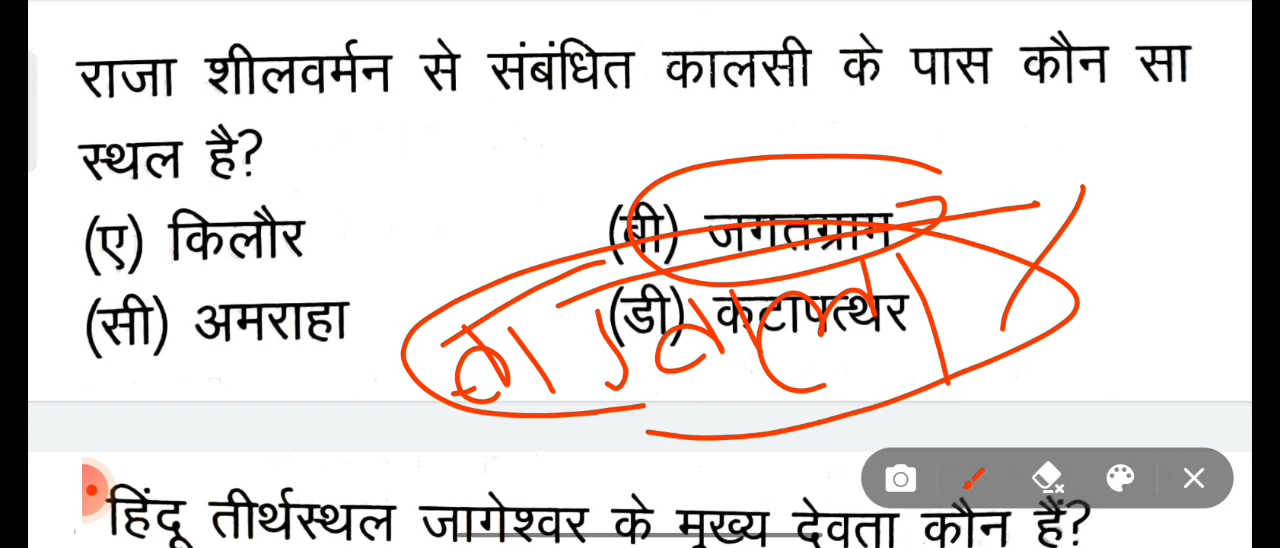 राजा शीलवर्मन से संबंधित कालसी के पास कौन सा
स्थल है?
(ए) किलौर
(बी) जगतग्राम
(सी) अमराहा
(डी) कटापत्थर
हिंदू तीर्थस्थल जागेश्वर के मुख्य देवता कौन हैं?